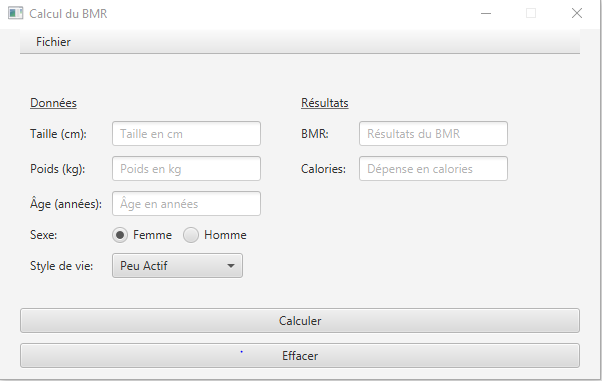 Calcul du BMR
Fichier
Données
Taille (cm): Taille en cm
Poids (kg): Poids en kg
Âge (années): Âge en années
Sexe: Femme Homme
Style de vie: Peu Actif
Résultats
BMR: Résultats du BMR
Calories: Dépense en calories
Calculer
Effacer